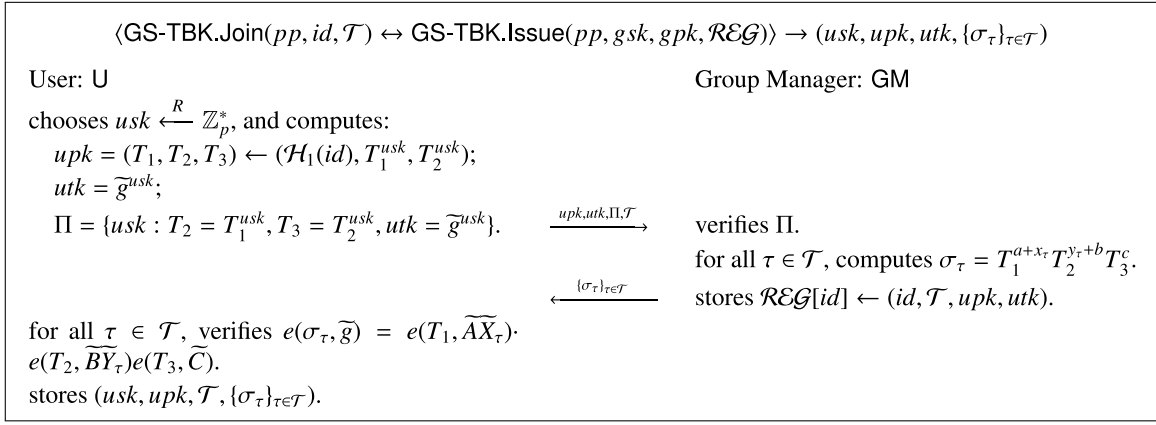 ⟨GS-TBK.Join(pp, id, 𝒯) ↔ GS-TBK.Issue(pp, gsk, gpk, ℛℰ𝒢)⟩ → (usk, upk, utk, {σ_τ}_{τ∈𝒯})
User: U
Group Manager: GM
chooses usk ←^R ℤ_p^*, and computes:
upk = (T_1, T_2, T_3) ← (ℋ_1(id), T_1^{usk}, T_2^{usk});
utk = g̃^{usk};
Π = {usk : T_2 = T_1^{usk}, T_3 = T_2^{usk}, utk = g̃^{usk}}.
upk,utk,Π,𝒯
verifies Π.
for all τ ∈ 𝒯, computes σ_τ = T_1^{a+x_τ} T_2^{y_τ+b} T_3^c.
{σ_τ}_{τ∈𝒯}
stores ℛℰ𝒢[id] ← (id, 𝒯, upk, utk).
for all τ ∈ 𝒯, verifies e(σ_τ, g̃) = e(T_1, ÃX̃_τ)·
e(T_2, B̃Ỹ_τ)e(T_3, C̃).
stores (usk, upk, 𝒯, {σ_τ}_{τ∈𝒯}).